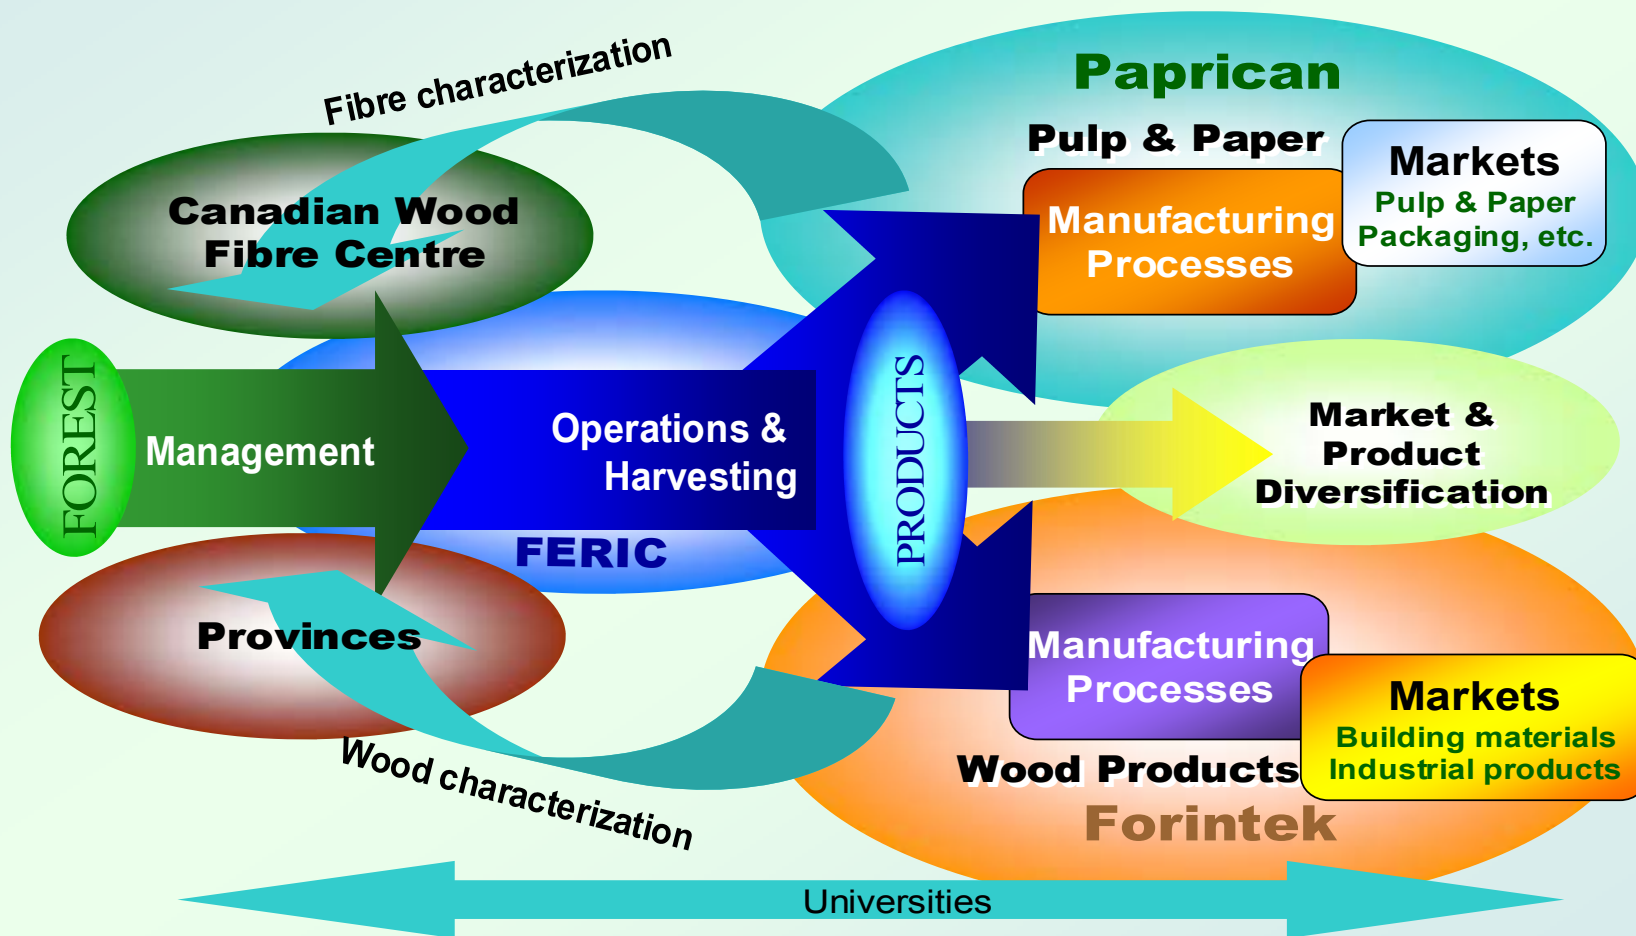 Fibre characterization
Paprican
Pulp & Paper
Markets
Pulp & Paper
Packaging, etc.
Manufacturing
Processes
Canadian Wood
Fibre Centre
FOREST
Management
Operations &
Harvesting
FERIC
PRODUCTS
Market &
Product
Diversification
Provinces
Manufacturing
Processes
Markets
Building materials
Industrial products
Wood Products
Forintek
Wood characterization
Universities